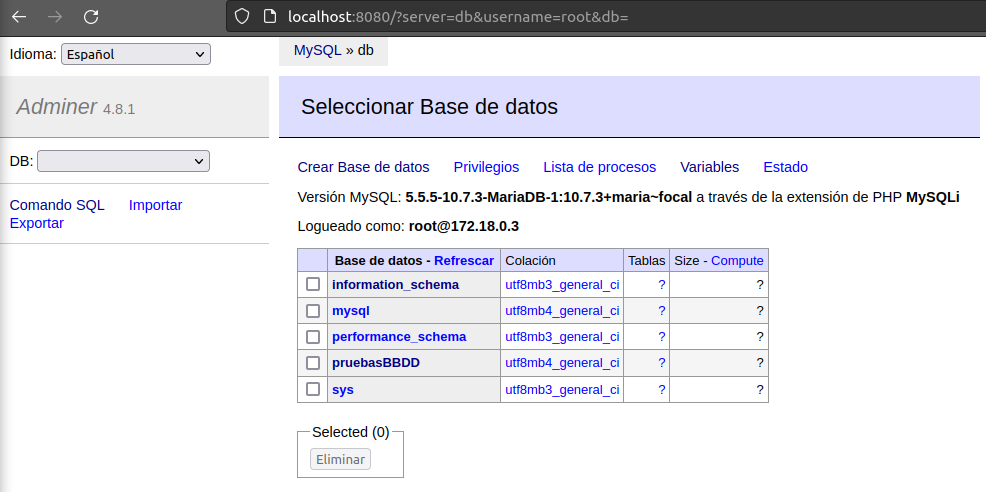 localhost:8080/?server=db&username=root&db=
Idioma: Español
MySQL » db
Adminer 4.8.1
Seleccionar Base de datos
DB:
Comando SQL Importar
Exportar
Crear Base de datos Privilegios Lista de procesos Variables Estado
Versión MySQL: 5.5.5-10.7.3-MariaDB-1:10.7.3+maria~focal a través de la extensión de PHP MySQLi
Logueado como: root@172.18.0.3
Base de datos - Refrescar Colación Tablas Size - Compute
information_schema utf8mb3_general_ci ? ?
mysql utf8mb4_general_ci ? ?
performance_schema utf8mb3_general_ci ? ?
pruebasBBDD utf8mb4_general_ci ? ?
sys utf8mb3_general_ci ? ?
Selected (0)
Eliminar